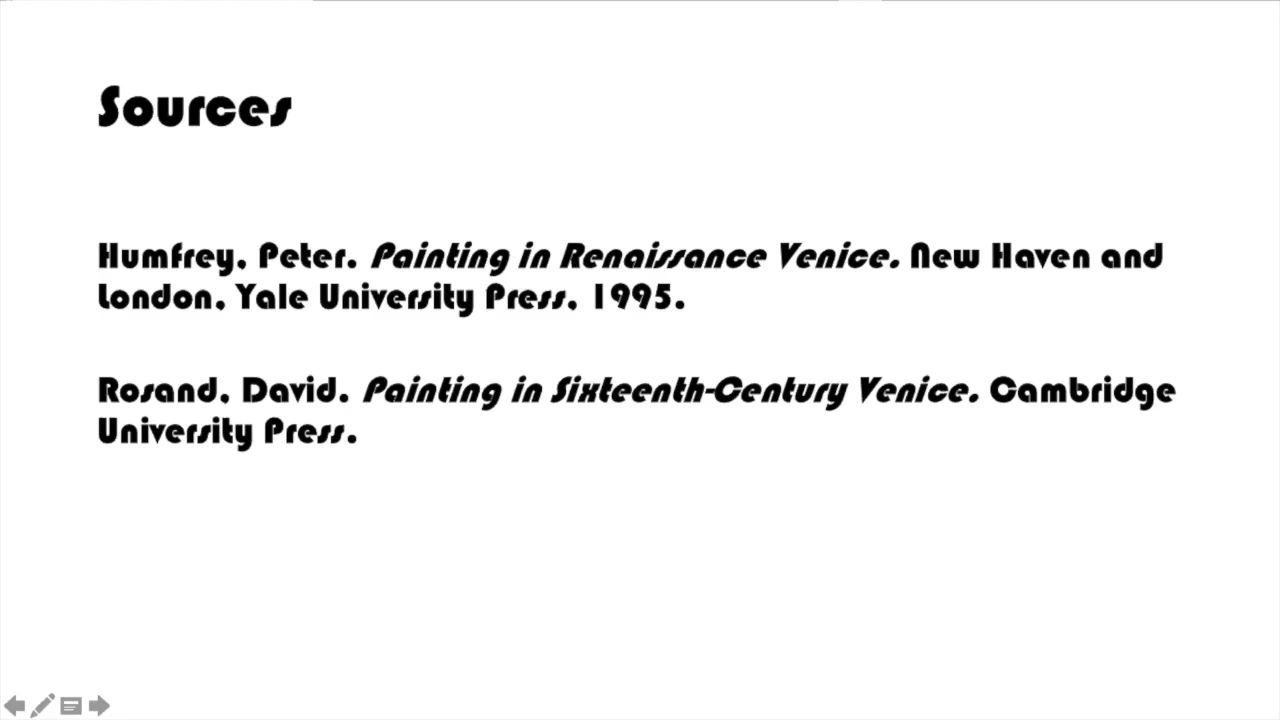 Sources
Humfrey, Peter. Painting in Renaissance Venice. New Haven and
London, Yale University Press, 1995.
Rosand, David. Painting in Sixteenth-Century Venice. Cambridge
University Press.